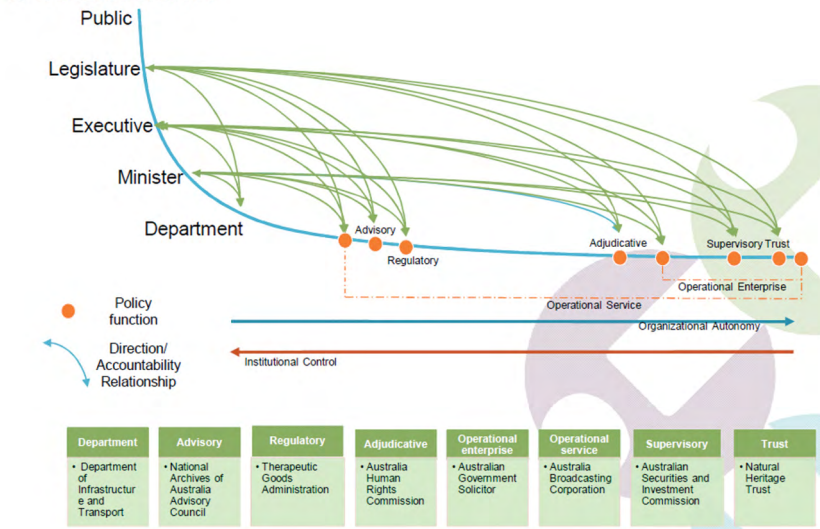 Public
Legislature
Executive
Minister
Department
Advisory
Regulatory
Adjudicative
Supervisory Trust
Operational Enterprise
Operational Service
Policy
function
Organizational Autonomy
Direction/
Accountability
Relationship
Institutional Control
Department
• Department
of
Infrastructur
e and
Transport
Advisory
• National
Archives of
Australia
Advisory
Council
Regulatory
• Therapeutic
Goods
Administration
Adjudicative
• Australia
Human
Rights
Commission
Operational
enterprise
• Australian
Government
Solicitor
Operational
service
• Australia
Broadcasting
Corporation
Supervisory
• Australian
Securities and
Investment
Commission
Trust
• Natural
Heritage
Trust